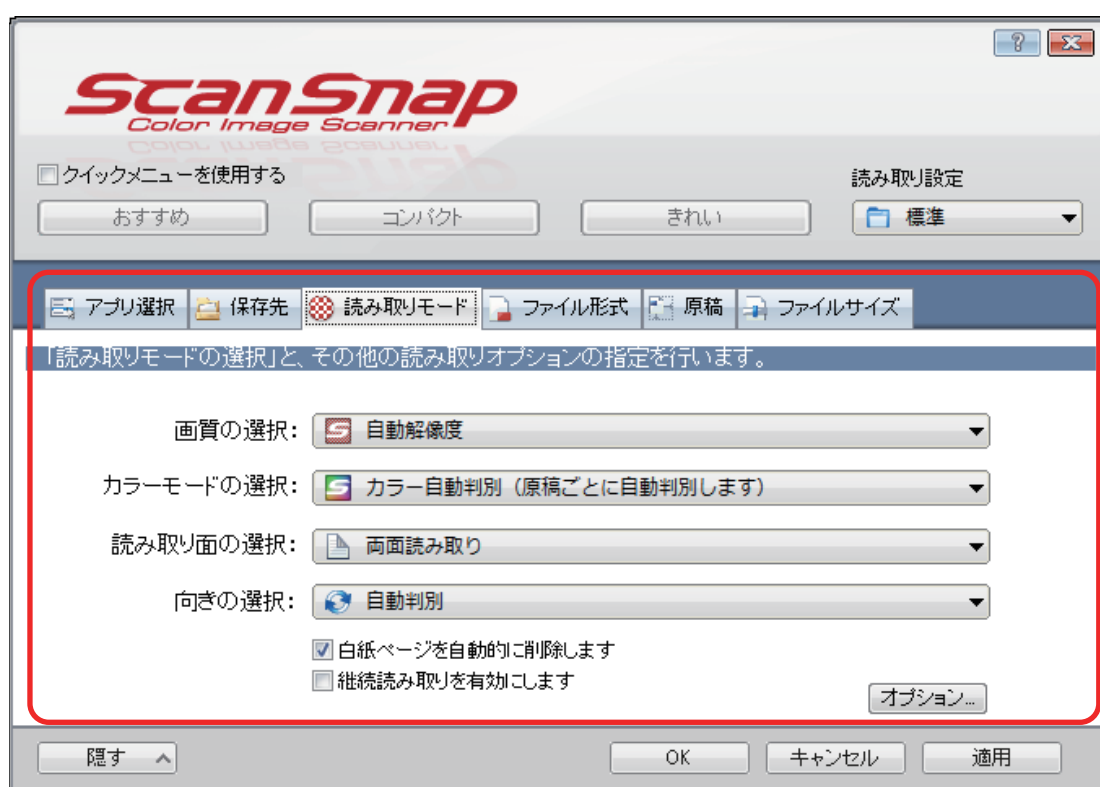 ScanSnap
Color Image Scanner
クイックメニューを使用する
読み取り設定
おすすめ コンパクト きれい 標準
アプリ選択 保存先 読み取りモード ファイル形式 原稿 ファイルサイズ
「読み取りモードの選択」と、その他の読み取りオプションの指定を行います。
画質の選択: 自動解像度
カラーモードの選択: カラー自動判別（原稿ごとに自動判別します）
読み取り面の選択: 両面読み取り
向きの選択: 自動判別
白紙ページを自動的に削除します
継続読み取りを有効にします
オプション...
隠す OK キャンセル 適用